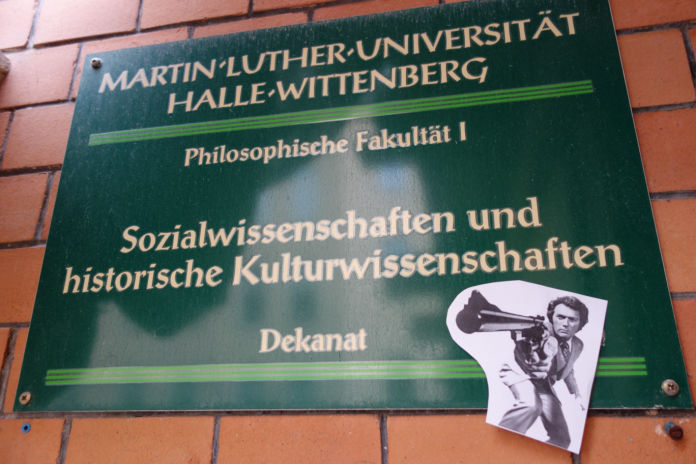 MARTIN-LUTHER-UNIVERSITÄT
HALLE-WITTENBERG
Philosophische Fakultät I
Sozialwissenschaften und
historische Kulturwissenschaften
Dekanat